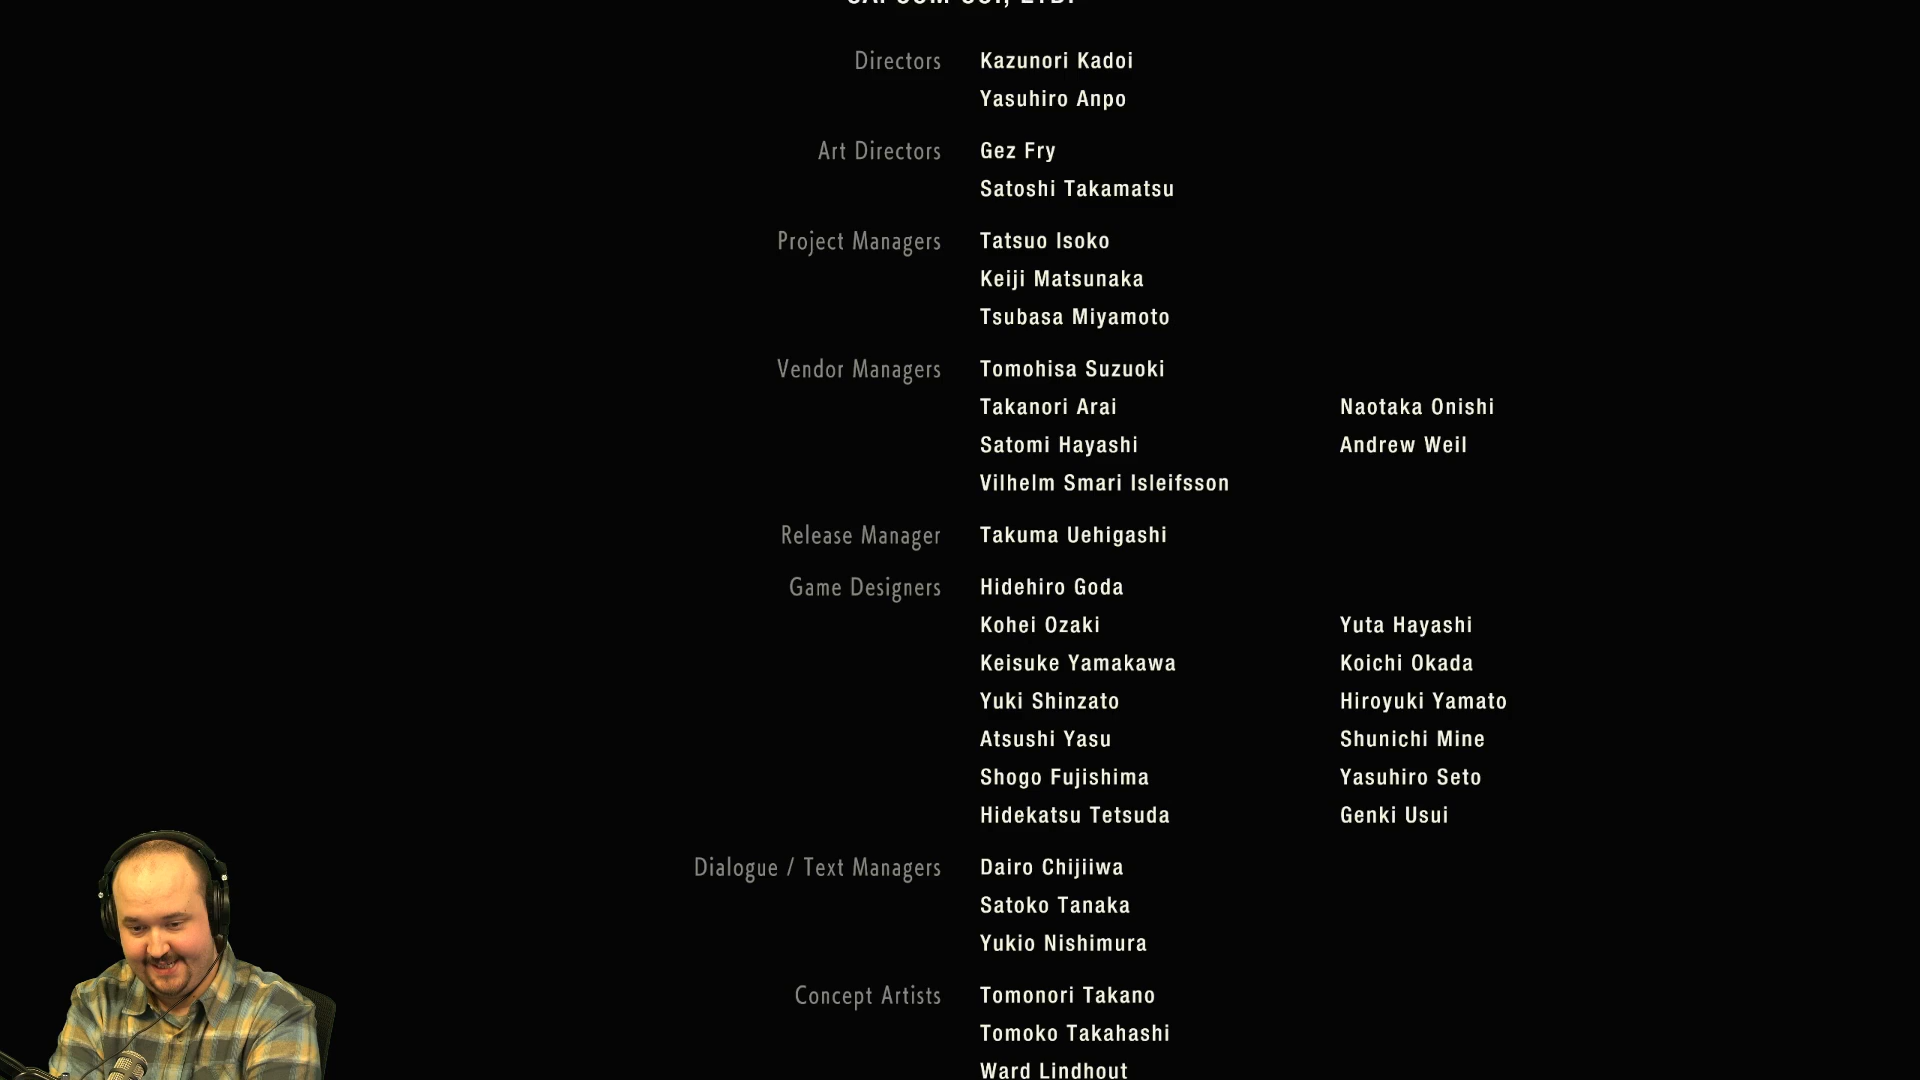 Directors Kazunori Kadoi
Yasuhiro Anpo
Art Directors Gez Fry
Satoshi Takamatsu
Project Managers Tatsuo Isoko
Keiji Matsunaka
Tsubasa Miyamoto
Vendor Managers Tomohisa Suzuoki
Takanori Arai Naotaka Onishi
Satomi Hayashi Andrew Weil
Vilhelm Smari Isleifsson
Release Manager Takuma Uehigashi
Game Designers Hidehiro Goda
Kohei Ozaki Yuta Hayashi
Keisuke Yamakawa Koichi Okada
Yuki Shinzato Hiroyuki Yamato
Atsushi Yasu Shunichi Mine
Shogo Fujishima Yasuhiro Seto
Hidekatsu Tetsuda Genki Usui
Dialogue / Text Managers Dairo Chijiiwa
Satoko Tanaka
Yukio Nishimura
Concept Artists Tomonori Takano
Tomoko Takahashi
Ward Lindhout